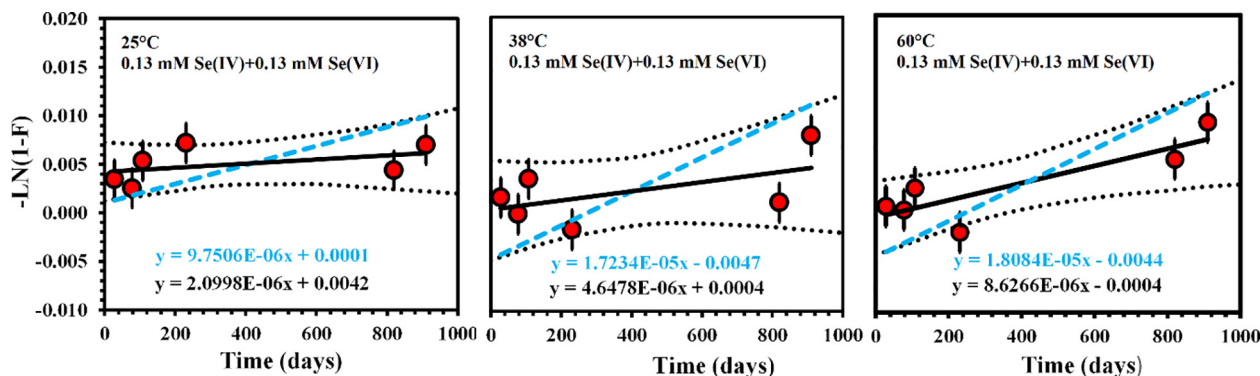 -LN(1-F)
0.020
0.015
0.010
0.005
0.000
-0.005
-0.010
25°C
0.13 mM Se(IV)+0.13 mM Se(VI)
y = 9.7506E-06x + 0.0001
y = 2.0998E-06x + 0.0042
0 200 400 600 800 1000
Time (days)
38°C
0.13 mM Se(IV)+0.13 mM Se(VI)
y = 1.7234E-05x - 0.0047
y = 4.6478E-06x + 0.0004
0 200 400 600 800 1000
Time (days)
60°C
0.13 mM Se(IV)+0.13 mM Se(VI)
y = 1.8084E-05x - 0.0044
y = 8.6266E-06x - 0.0004
0 200 400 600 800 1000
Time (days)